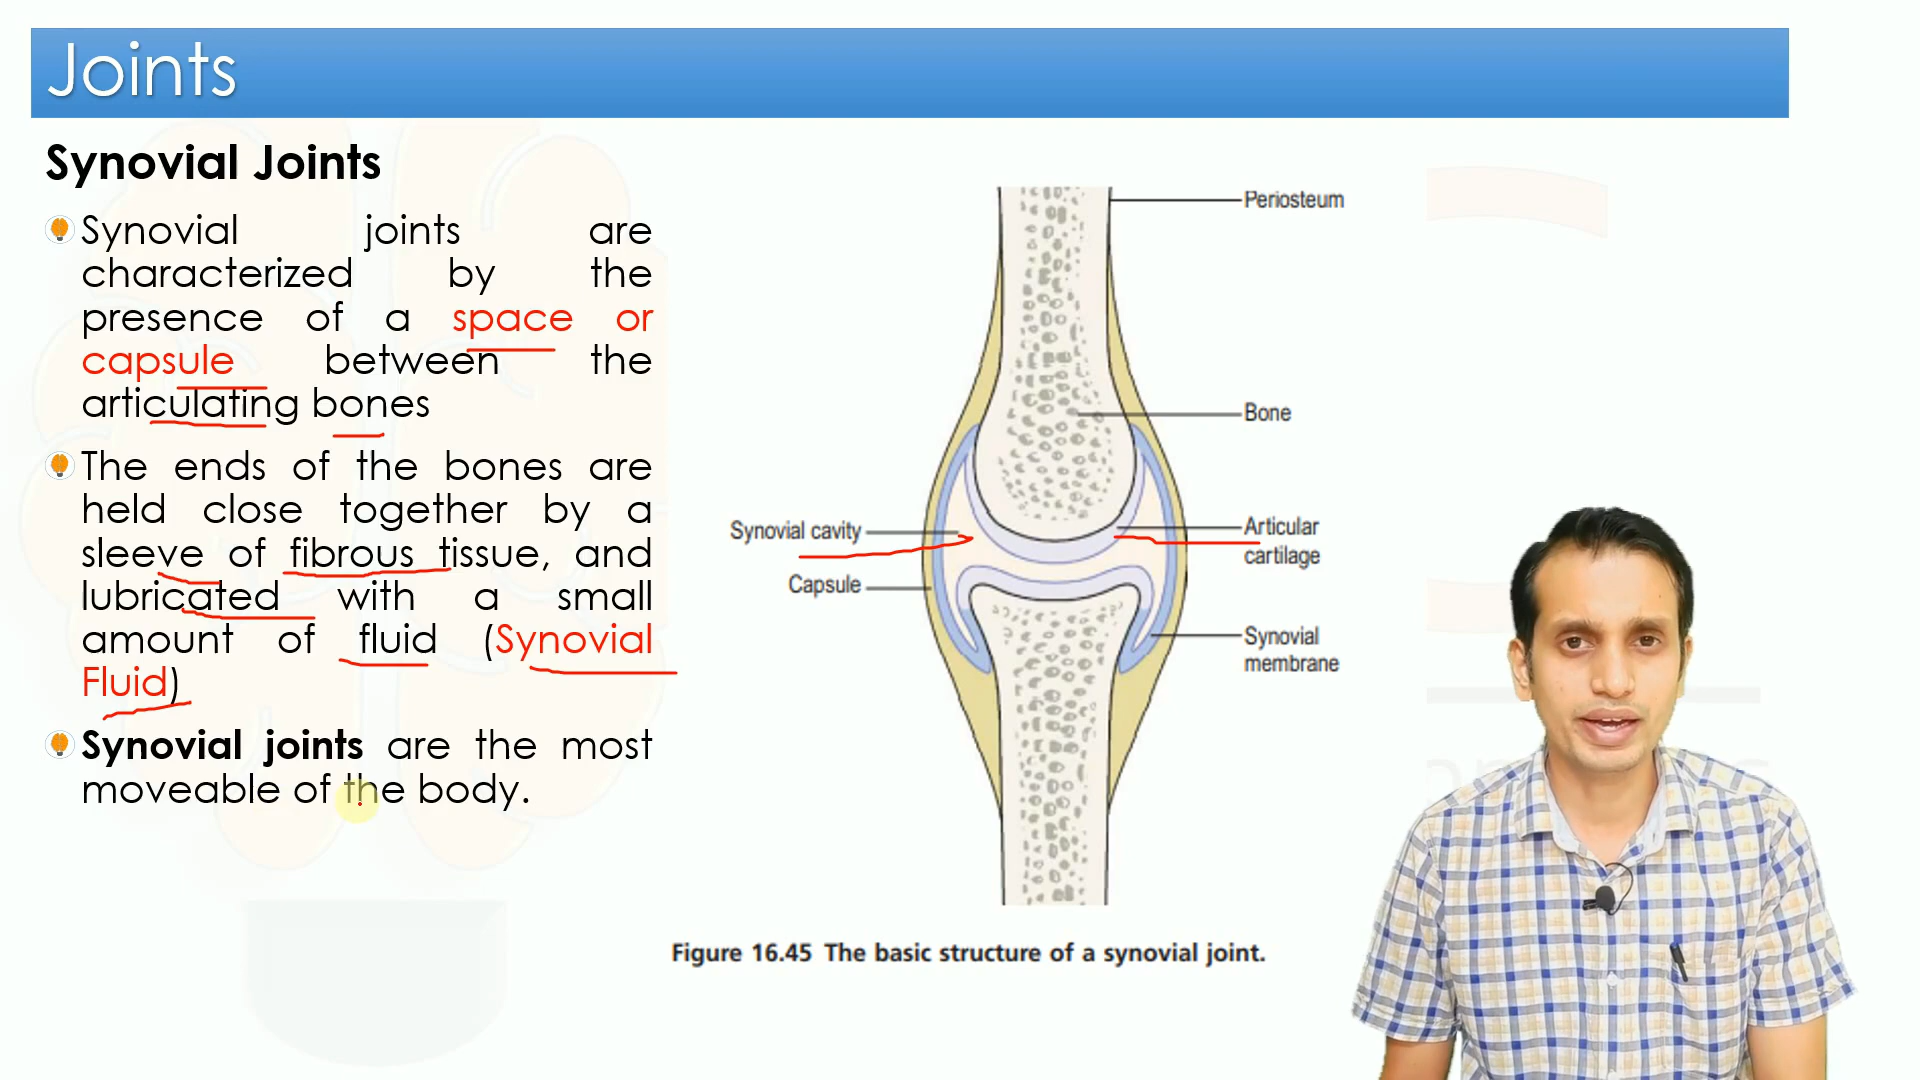 Joints
Synovial Joints
Synovial joints are
characterized by the
presence of a space or
capsule between the
articulating bones
The ends of the bones are
held close together by a
sleeve of fibrous tissue, and
lubricated with a small
amount of fluid (Synovial
Fluid)
Synovial joints are the most
moveable of the body.
Periosteum
Bone
Synovial cavity
Articular
cartilage
Capsule
Synovial
membrane
Figure 16.45 The basic structure of a synovial joint.